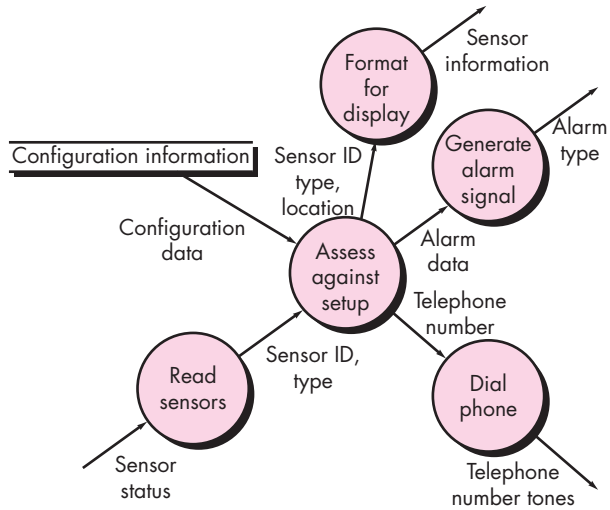 Format
for
display
Sensor
information
Configuration information
Sensor ID
type,
location
Generate
alarm
signal
Alarm
type
Configuration
data
Assess
against
setup
Alarm
data
Telephone
number
Read
sensors
Sensor ID,
type
Dial
phone
Sensor
status
Telephone
number tones